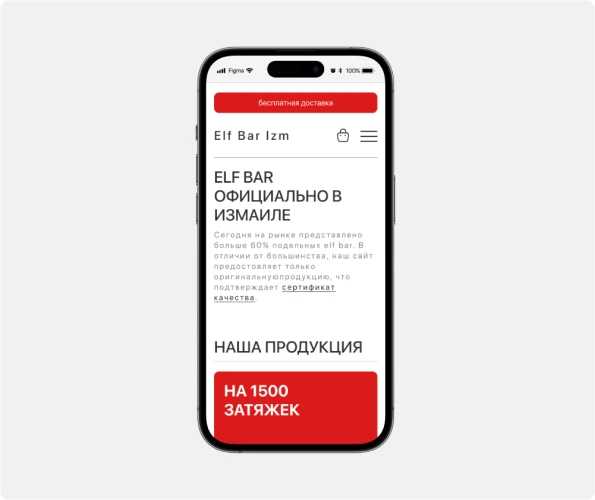 Figma 100%
бесплатная доставка
Elf Bar Izm
ELF BAR
ОФИЦИАЛЬНО В
ИЗМАИЛЕ
Сегодня на рынке представлено
больше 60% подельных elf bar. В
отличии от большинства, наш сайт
предостовляет только
оригинальнуюпродукцию, что
подтверждает сертификат
качества.
НАША ПРОДУКЦИЯ
НА 1500
ЗАТЯЖЕК